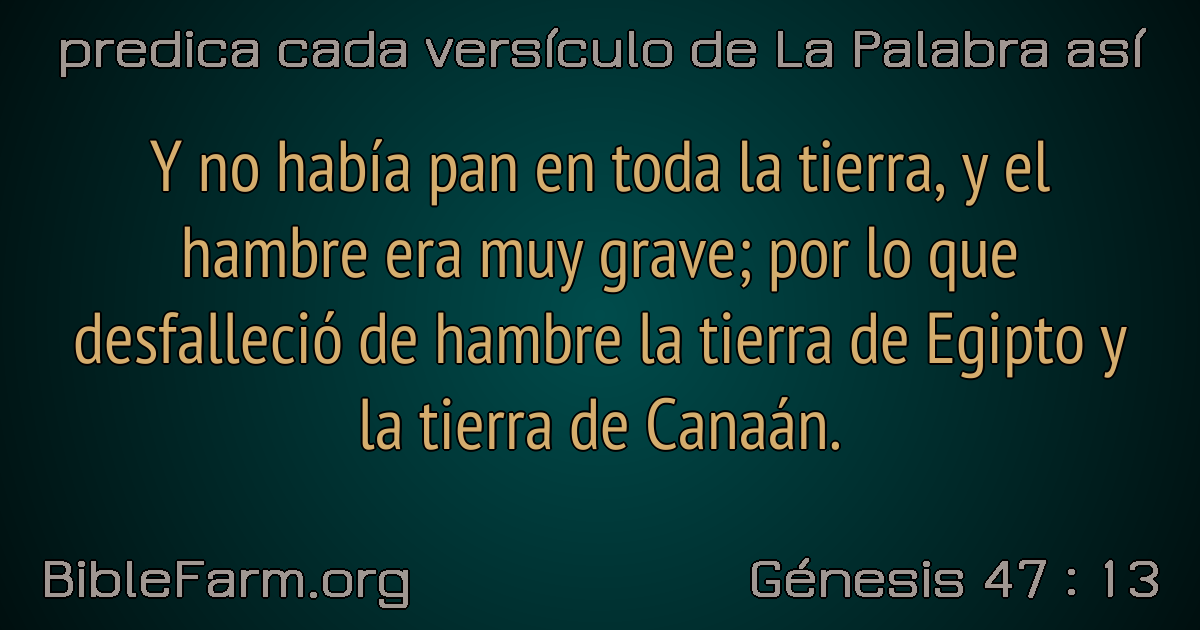 predica cada versículo de La Palabra así
Y no había pan en toda la tierra, y el
hambre era muy grave; por lo que
desfalleció de hambre la tierra de Egipto y
la tierra de Canaán.
BibleFarm.org
Génesis 47 : 13